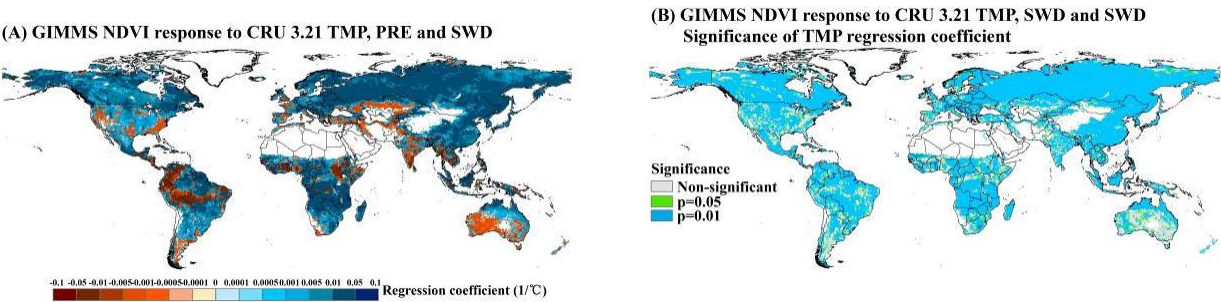 (A) GIMMS NDVI response to CRU 3.21 TMP, PRE and SWD
-0.1 -0.05 -0.01 -0.005-0.001-0.0005-0.0001 0 0.0001 0.0005 0.001 0.005 0.01 0.05 0.1
Regression coefficient (1/℃)
(B) GIMMS NDVI response to CRU 3.21 TMP, SWD and SWD
Significance of TMP regression coefficient
Significance
Non-significant
p=0.05
p=0.01